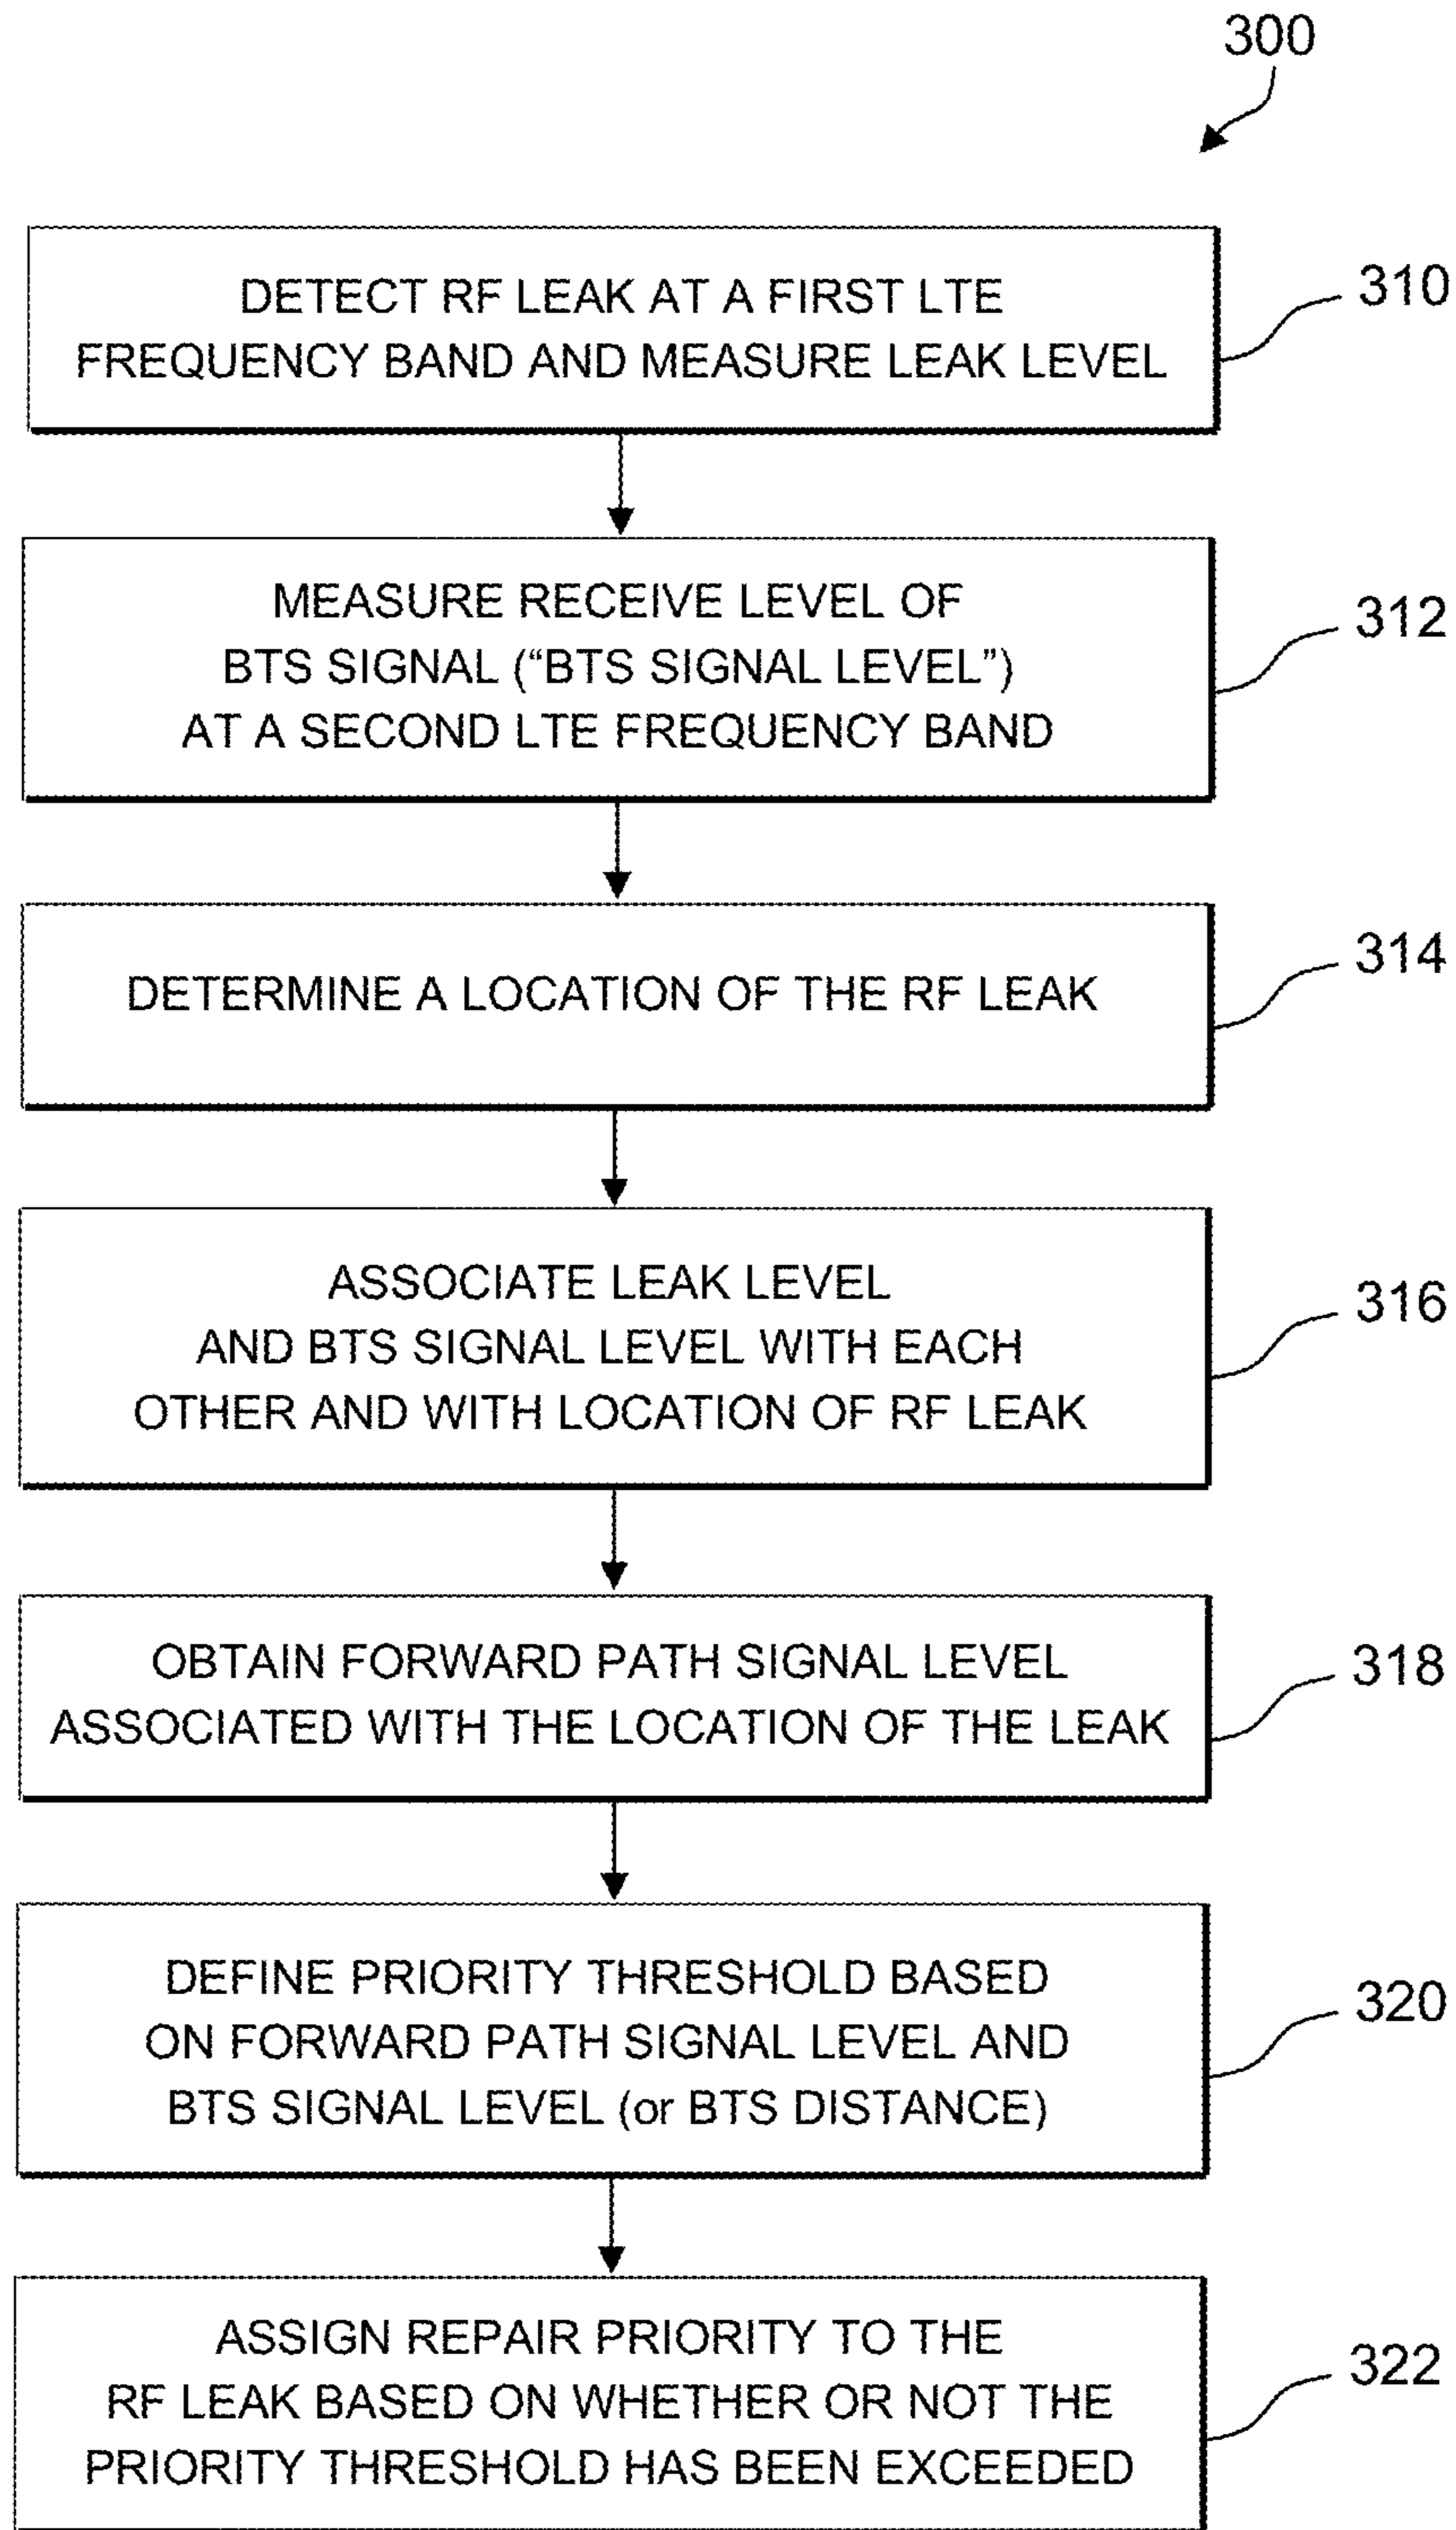 300
DETECT RF LEAK AT A FIRST LTE
FREQUENCY BAND AND MEASURE LEAK LEVEL
310
MEASURE RECEIVE LEVEL OF
BTS SIGNAL (“BTS SIGNAL LEVEL”)
AT A SECOND LTE FREQUENCY BAND
312
DETERMINE A LOCATION OF THE RF LEAK
314
ASSOCIATE LEAK LEVEL
AND BTS SIGNAL LEVEL WITH EACH
OTHER AND WITH LOCATION OF RF LEAK
316
OBTAIN FORWARD PATH SIGNAL LEVEL
ASSOCIATED WITH THE LOCATION OF THE LEAK
318
DEFINE PRIORITY THRESHOLD BASED
ON FORWARD PATH SIGNAL LEVEL AND
BTS SIGNAL LEVEL (or BTS DISTANCE)
320
ASSIGN REPAIR PRIORITY TO THE
RF LEAK BASED ON WHETHER OR NOT THE
PRIORITY THRESHOLD HAS BEEN EXCEEDED
322